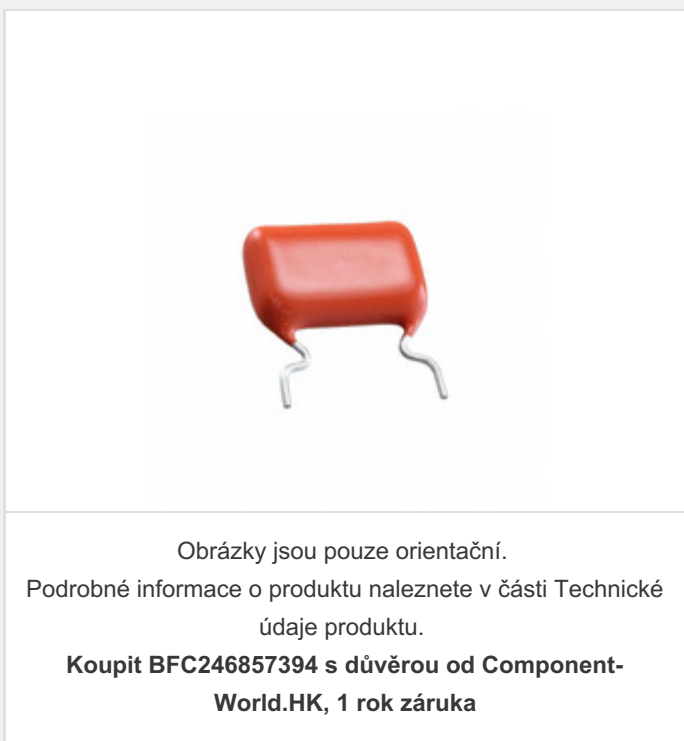 Obrázky jsou pouze orientační.
Podrobné informace o produktu naleznete v části Technické
údaje produktu.
Koupit BFC246857394 s důvěrou od Component-
World.HK, 1 rok záruka